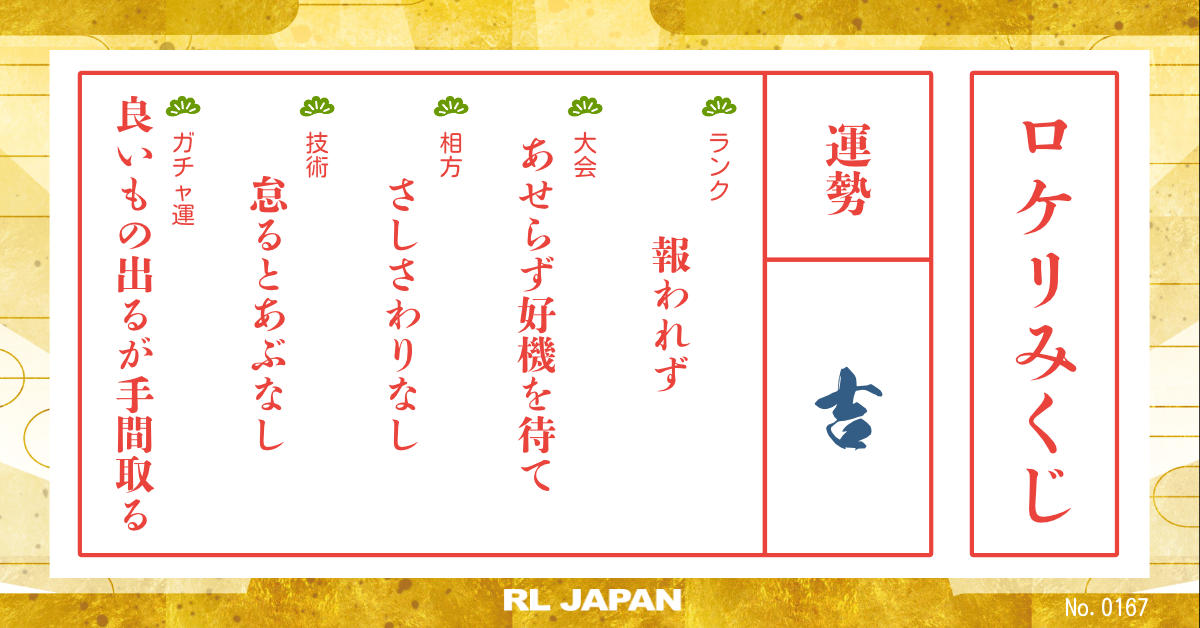 ロケリみくじ
運勢
吉
ランク
報われず
大会
あせらず好機を待て
相方
さしさわりなし
技術
怠るとあぶなし
ガチャ運
良いもの出るが手間取る
RL JAPAN
No.0167